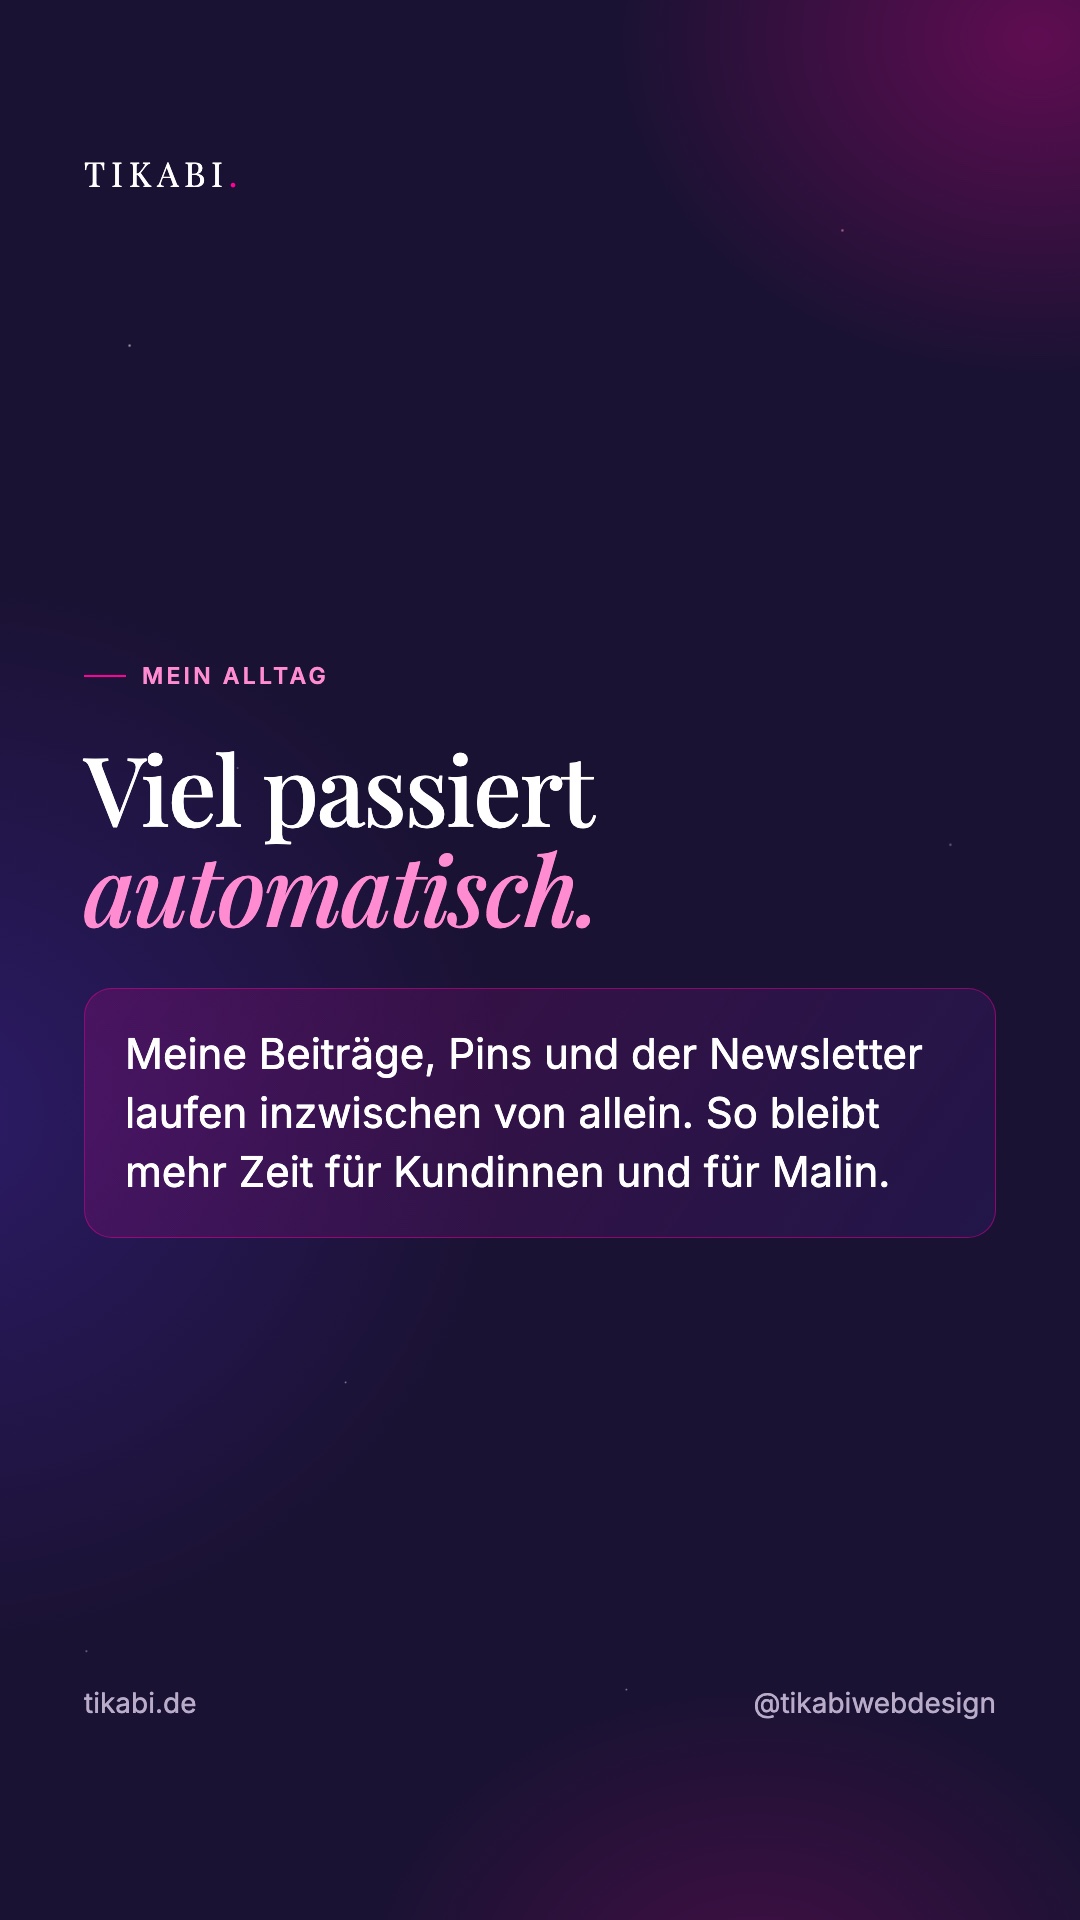 TIKABI.
MEIN ALLTAG
Viel passiert
automatisch.
Meine Beiträge, Pins und der Newsletter
laufen inzwischen von allein. So bleibt
mehr Zeit für Kundinnen und für Malin.
tikabi.de
@tikabiwebdesign